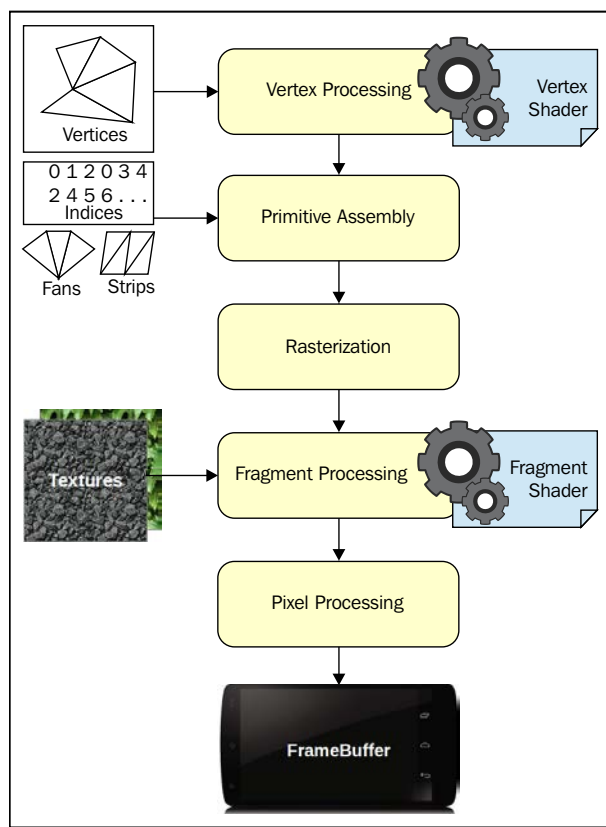 Vertices
Vertex Processing
Vertex
Shader
0 1 2 0 3 4
2 4 5 6 . . .
Indices
Primitive Assembly
Fans
Strips
Rasterization
Textures
Fragment Processing
Fragment
Shader
Pixel Processing
FrameBuffer